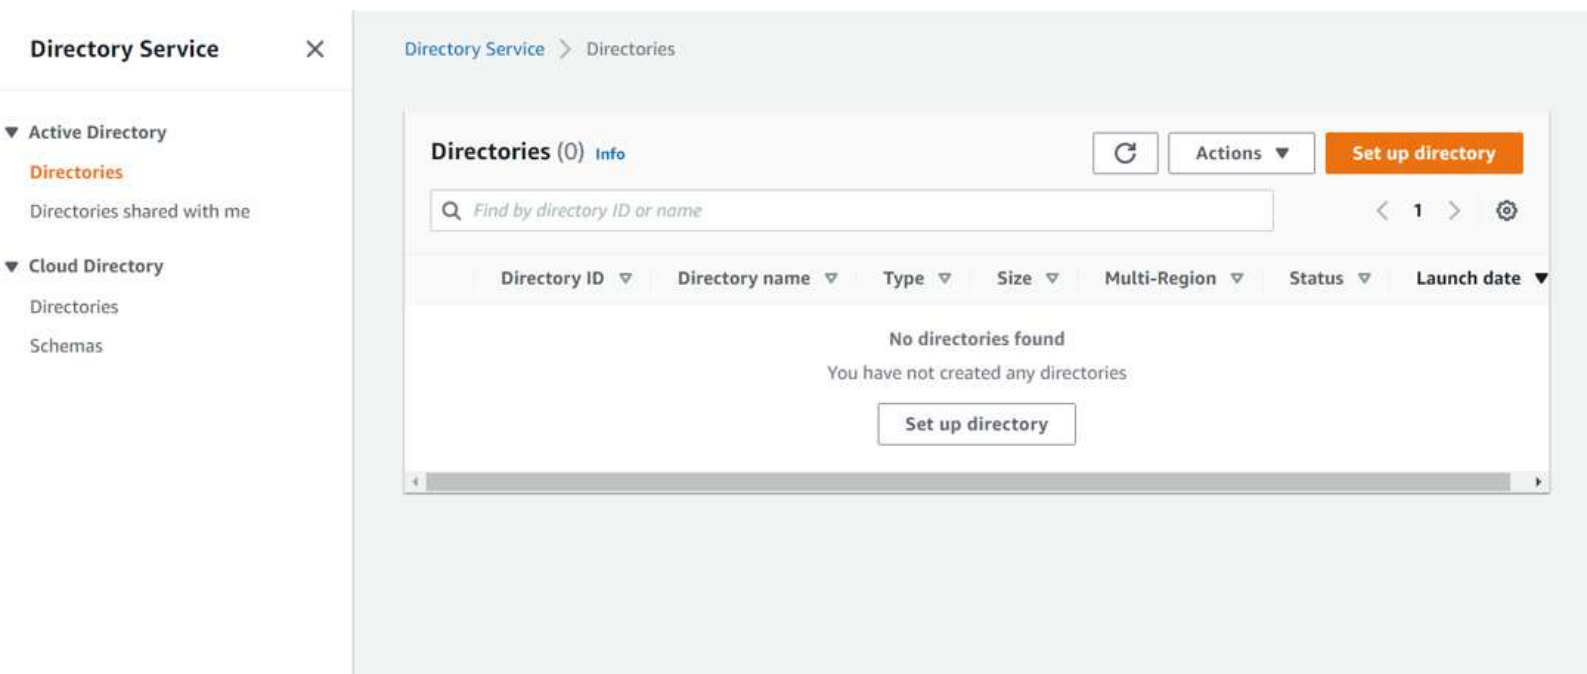 Directory Service
Active Directory
Directories
Directories shared with me
Cloud Directory
Directories
Schemas
Directory Service > Directories
Directories (0) Info
Actions
Set up directory
Find by directory ID or name
< 1 >
Directory ID Directory name Type Size Multi-Region Status Launch date
No directories found
You have not created any directories
Set up directory